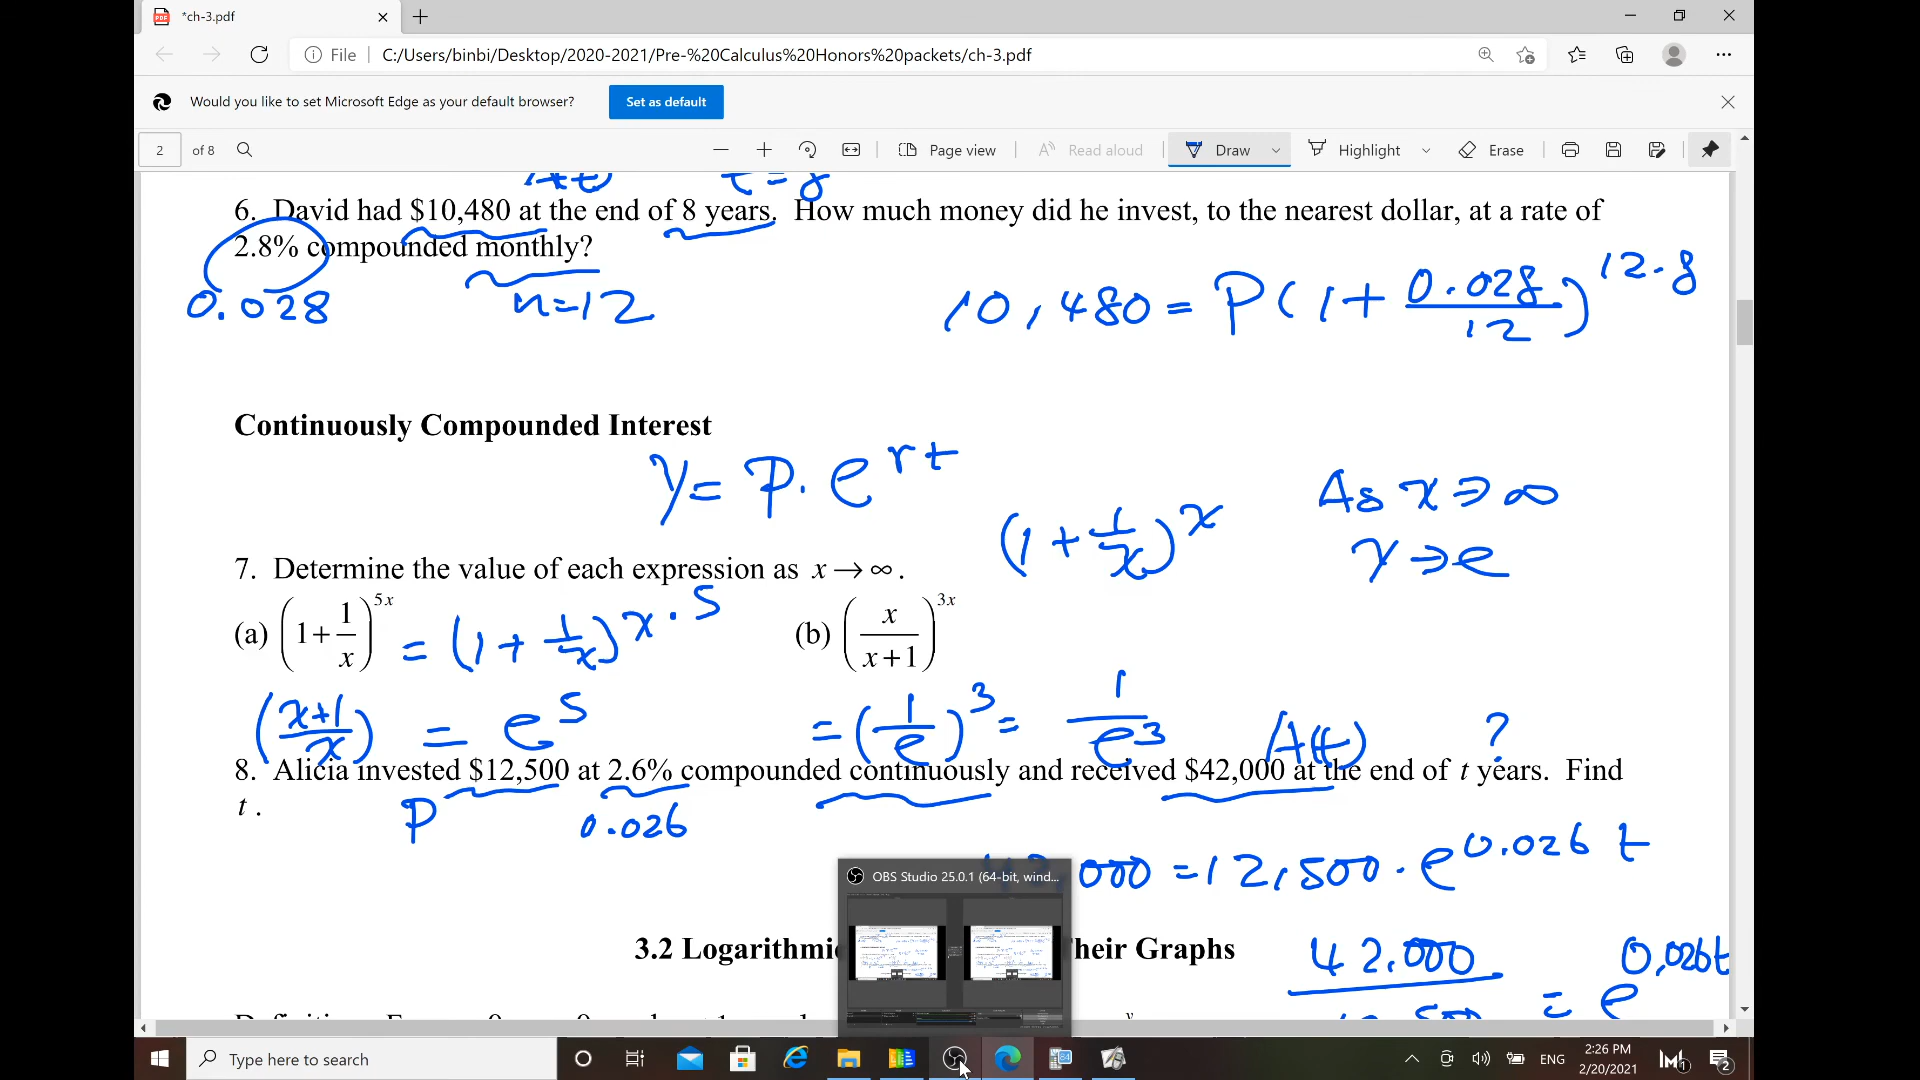 *ch-3.pdf
File C:/Users/binbi/Desktop/2020-2021/Pre-%20Calculus%20Honors%20packets/ch-3.pdf
Would you like to set Microsoft Edge as your default browser? Set as default
2 of 8 Page view Read aloud Draw Highlight Erase
A(t) t = 8
6. David had $10,480 at the end of 8 years. How much money did he invest, to the nearest dollar, at a rate of
2.8% compounded monthly?
0.028 n=12 10,480 = P(1+ 0.028/12)^12·8
Continuously Compounded Interest
y = P·e^rt
As x ⇒ ∞
(1+1/x)^x y ⇒ e
7. Determine the value of each expression as x → ∞.
(a) (1+1/x)^5x = (1+1/x)^x·5 (b) (x/(x+1))^3x
((x+1)/x) = e^5 = (1/e)^3 = 1/e^3 A(t) ?
8. Alicia invested $12,500 at 2.6% compounded continuously and received $42,000 at the end of t years. Find
t.
P 0.026
000 = 12,500·e^0.026 t
OBS Studio 25.0.1 (64-bit, wind...
3.2 Logarithmi heir Graphs
42,000 = e^0.026t
Type here to search
ENG
2:26 PM
2/20/2021